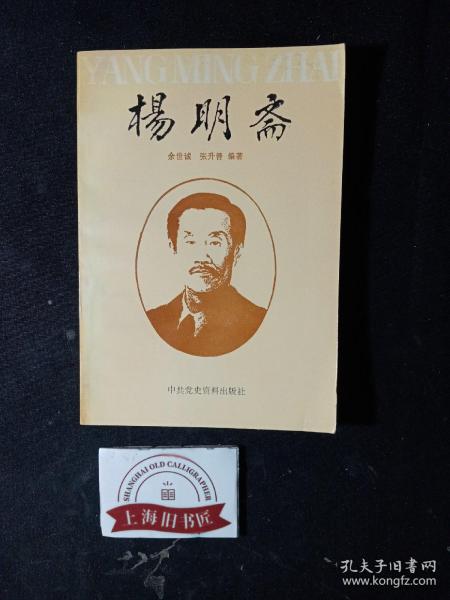 YANG MING ZHAI
楊明斋
余世诚 张升善 编著
中共党史资料出版社
SHANGHAI OLD CALLIGRAPHER
上海旧书匠
孔夫子旧书网
www.kongfz.com